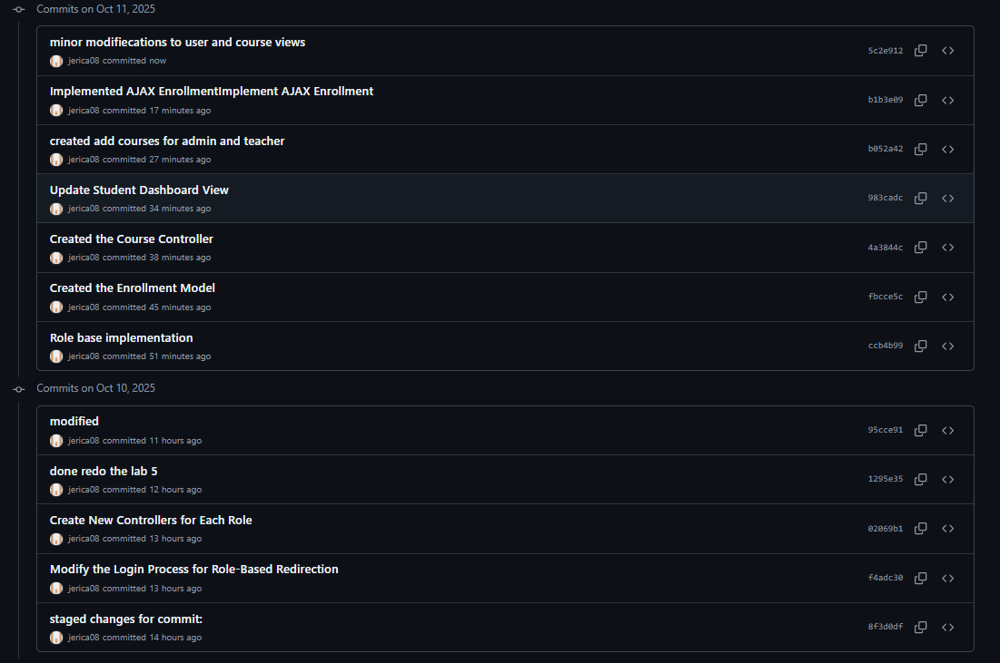 Commits on Oct 11, 2025
minor modifiecations to user and course views
jerica08 committed now
5c2e912
Implemented AJAX EnrollmentImplement AJAX Enrollment
jerica08 committed 17 minutes ago
b1b3e09
created add courses for admin and teacher
jerica08 committed 27 minutes ago
b052a42
Update Student Dashboard View
jerica08 committed 34 minutes ago
983cadc
Created the Course Controller
jerica08 committed 38 minutes ago
4a3844c
Created the Enrollment Model
jerica08 committed 45 minutes ago
fbcce5c
Role base implementation
jerica08 committed 51 minutes ago
ccb4b99
Commits on Oct 10, 2025
modified
jerica08 committed 11 hours ago
95cce91
done redo the lab 5
jerica08 committed 12 hours ago
1295e35
Create New Controllers for Each Role
jerica08 committed 13 hours ago
02069b1
Modify the Login Process for Role-Based Redirection
jerica08 committed 13 hours ago
f4adc30
staged changes for commit:
jerica08 committed 14 hours ago
8f3d0df